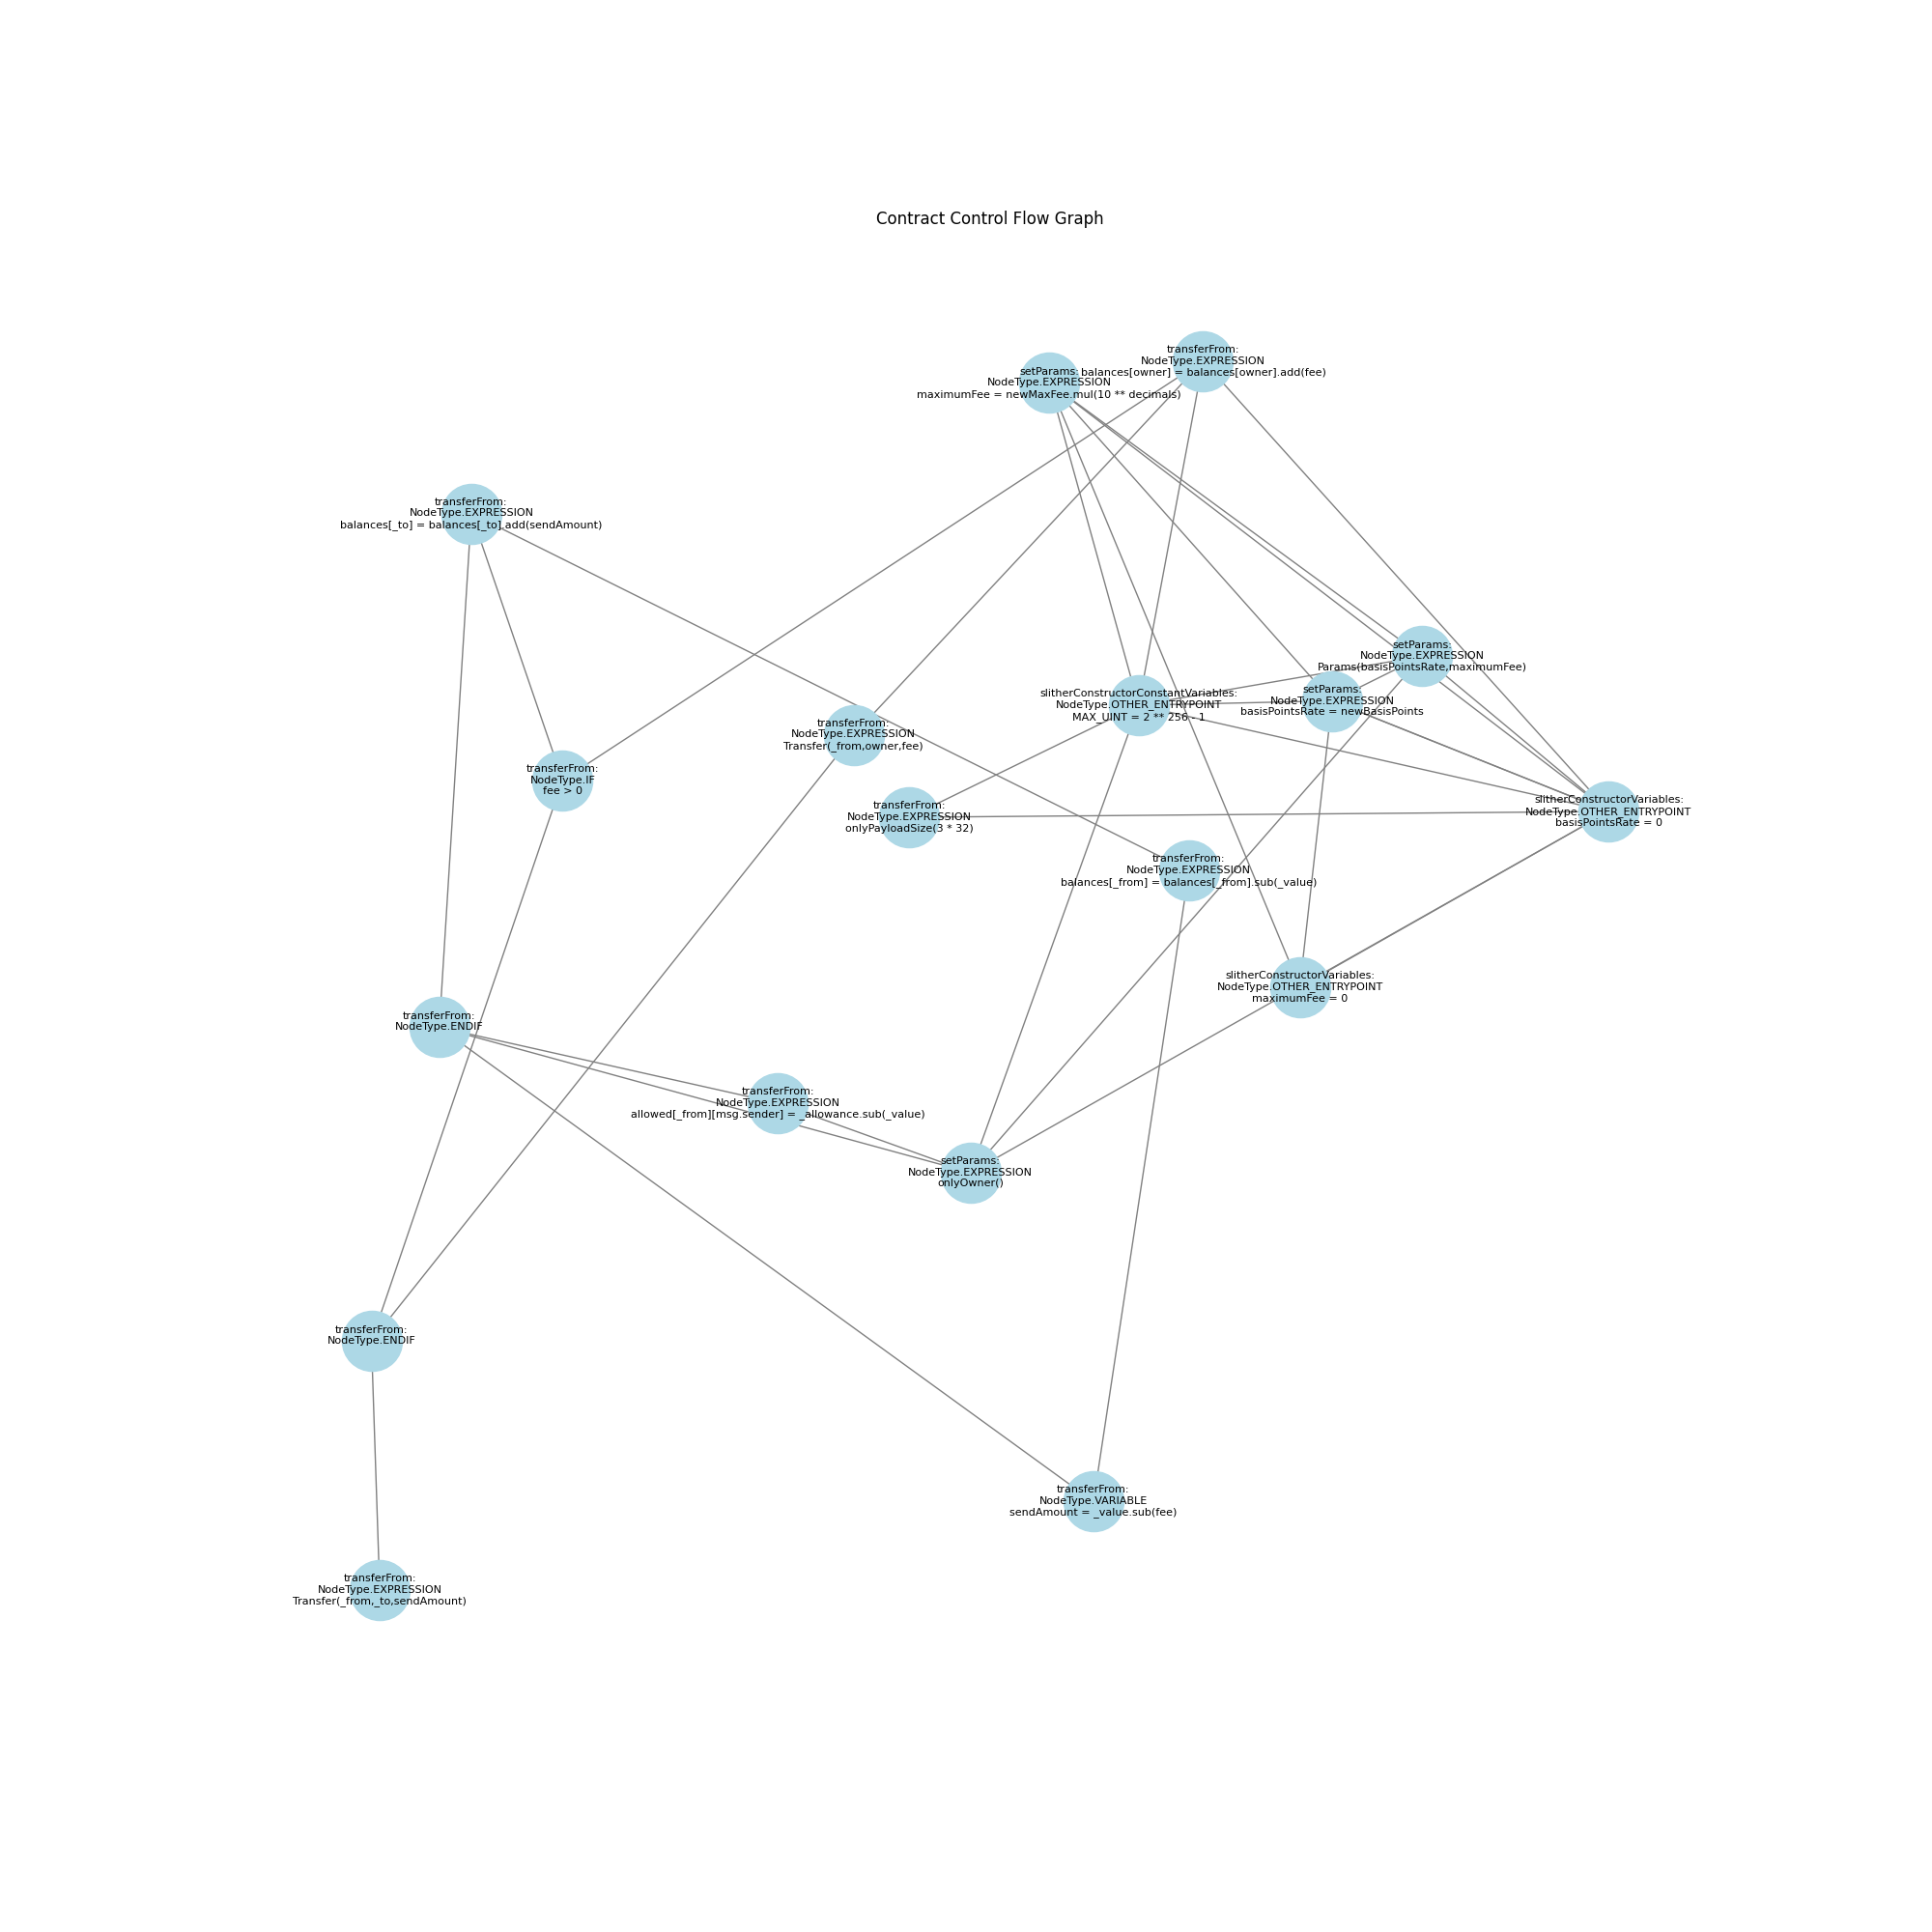 Contract Control Flow Graph
transferFrom:
NodeType.EXPRESSION
balances[owner] = balances[owner].add(fee)
setParams:
NodeType.EXPRESSION
maximumFee = newMaxFee.mul(10 ** decimals)
transferFrom:
NodeType.EXPRESSION
balances[_to] = balances[_to].add(sendAmount)
setParams:
NodeType.EXPRESSION
Params(basisPointsRate,maximumFee)
setParams:
NodeType.EXPRESSION
basisPointsRate = newBasisPoints
slitherConstructorConstantVariables:
NodeType.OTHER_ENTRYPOINT
MAX_UINT = 2 ** 256 - 1
transferFrom:
NodeType.EXPRESSION
Transfer(_from,owner,fee)
transferFrom:
NodeType.IF
fee > 0
transferFrom:
NodeType.EXPRESSION
onlyPayloadSize(3 * 32)
slitherConstructorVariables:
NodeType.OTHER_ENTRYPOINT
basisPointsRate = 0
transferFrom:
NodeType.EXPRESSION
balances[_from] = balances[_from].sub(_value)
slitherConstructorVariables:
NodeType.OTHER_ENTRYPOINT
maximumFee = 0
transferFrom:
NodeType.ENDIF
transferFrom:
NodeType.EXPRESSION
allowed[_from][msg.sender] = _allowance.sub(_value)
setParams:
NodeType.EXPRESSION
onlyOwner()
transferFrom:
NodeType.ENDIF
transferFrom:
NodeType.VARIABLE
sendAmount = _value.sub(fee)
transferFrom:
NodeType.EXPRESSION
Transfer(_from,_to,sendAmount)